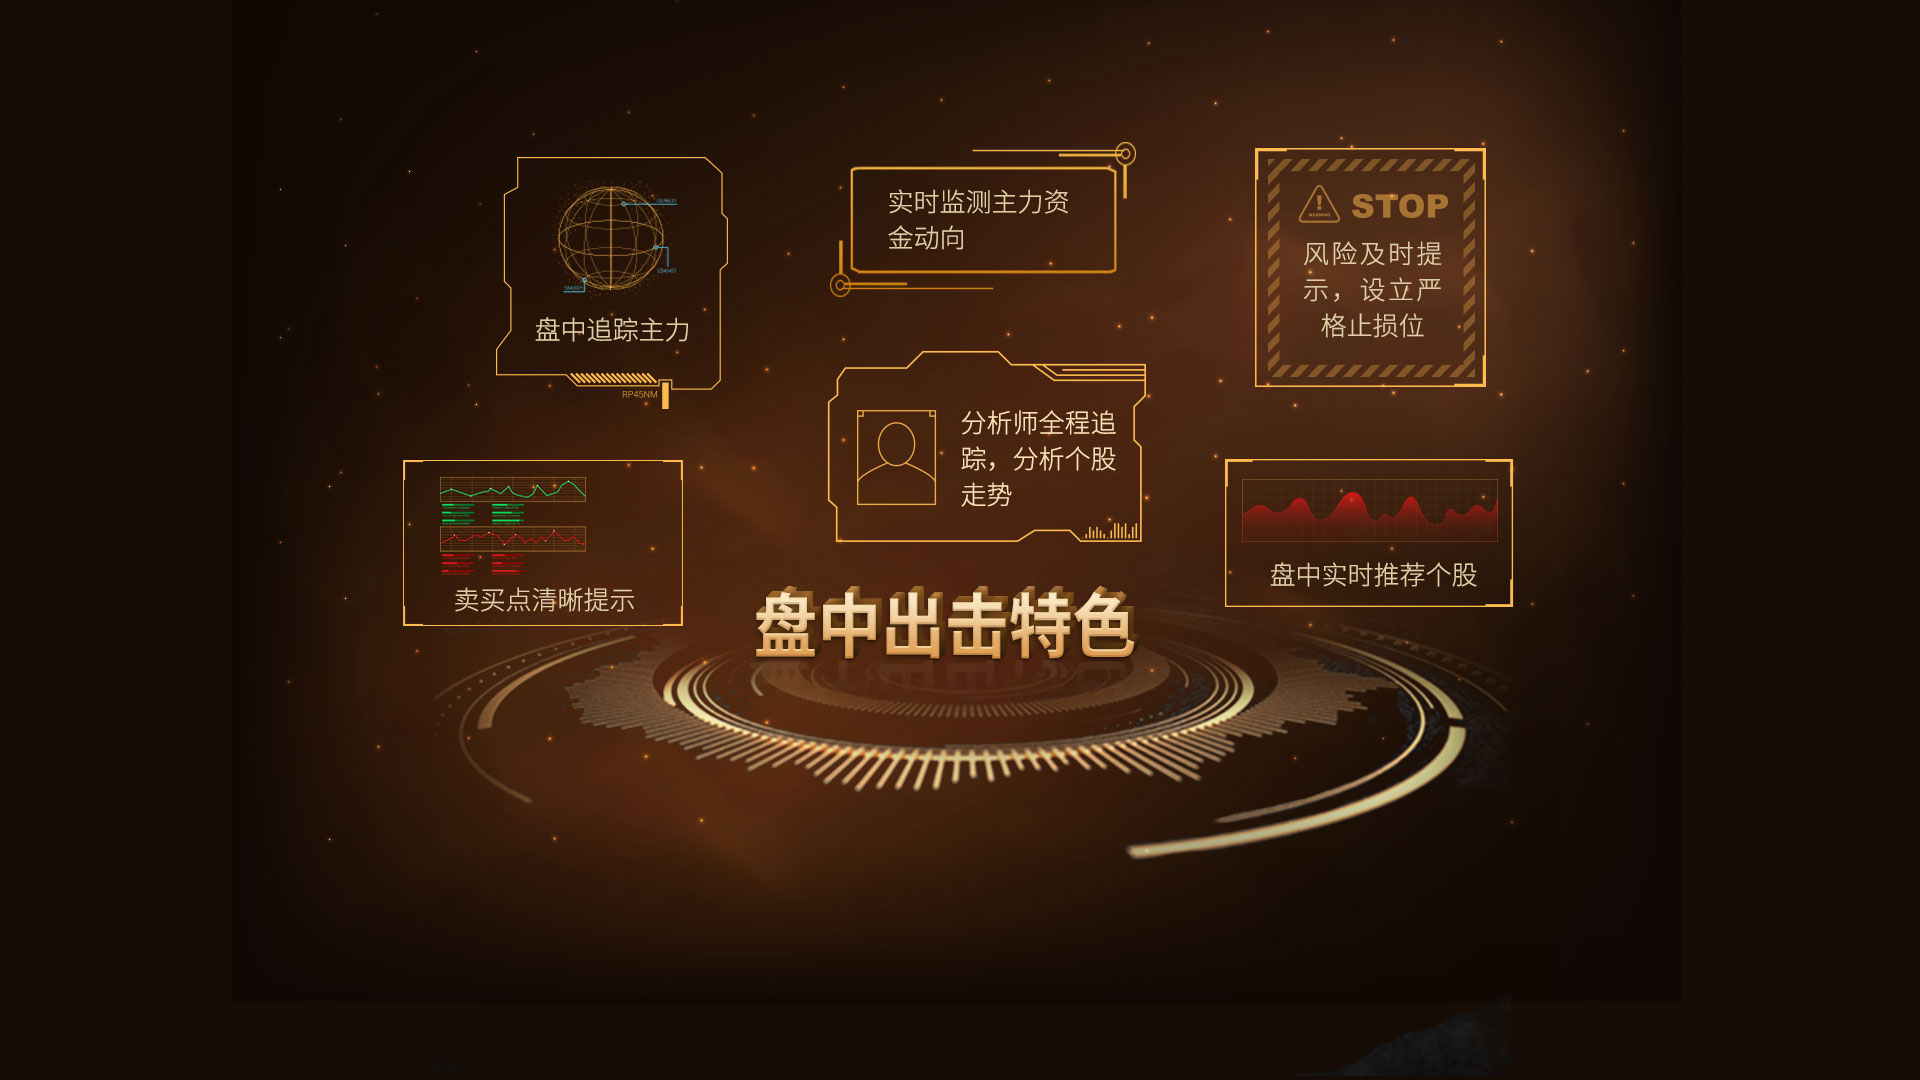 盘中追踪主力
RP45NM
实时监测主力资
金动向
WARNING
STOP
风险及时提
示，设立严
格止损位
分析师全程追
踪，分析个股
走势
卖买点清晰提示
盘中实时推荐个股
盘中出击特色